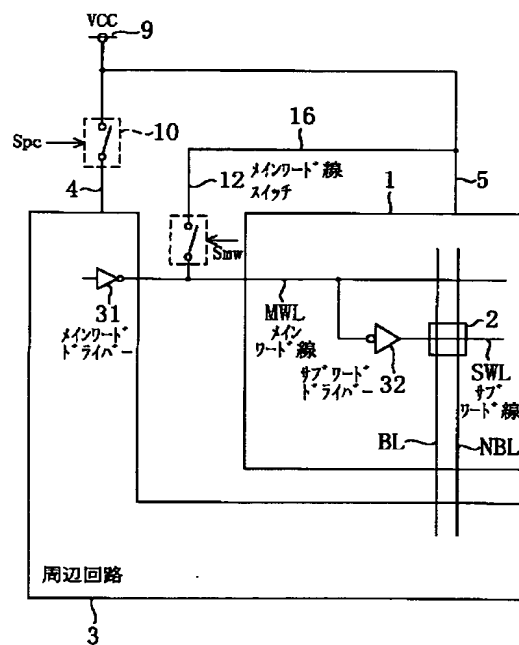 VCC
9
10
Spc
16
4
12
メインワード線
スイッチ
1
5
Smw
31
メインワード
ドライバー
MWL
メイン
ワード線
サブワード
ドライバー
32
2
SWL
サブ
ワード線
BL
NBL
周辺回路
3